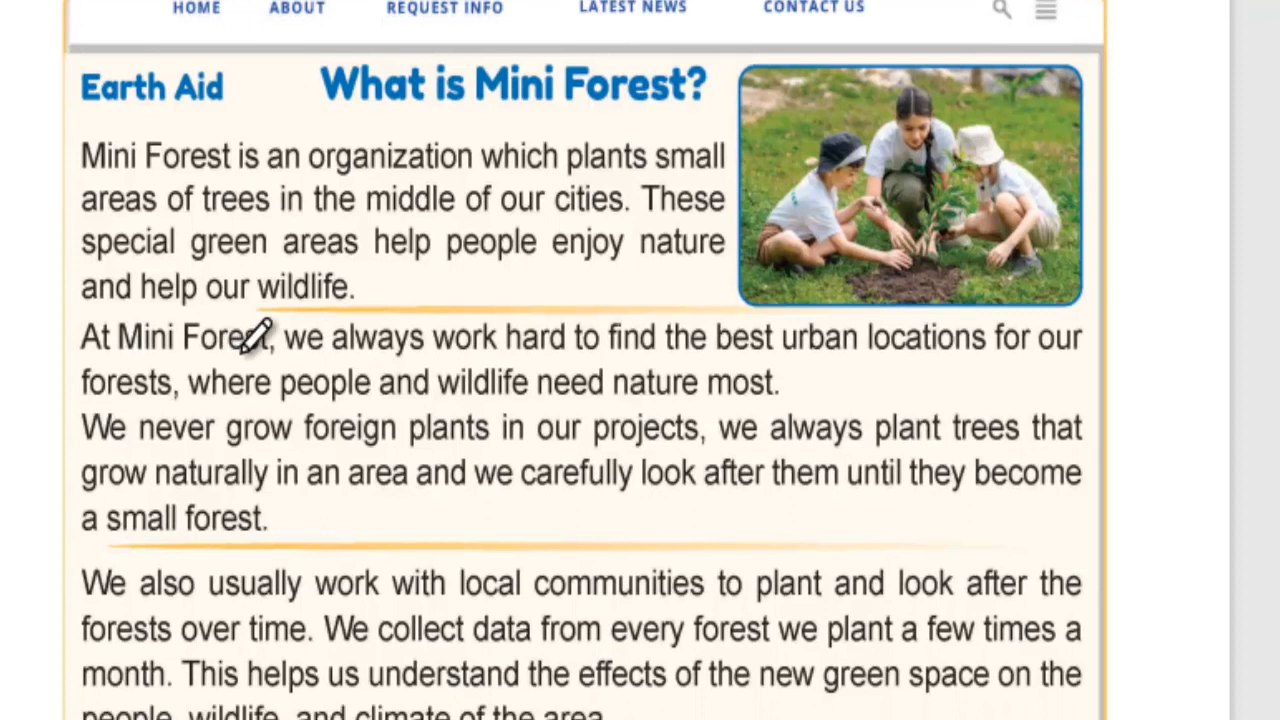 HOME ABOUT REQUEST INFO LATEST NEWS CONTACT US
Earth Aid What is Mini Forest?
Mini Forest is an organization which plants small
areas of trees in the middle of our cities. These
special green areas help people enjoy nature
and help our wildlife.
At Mini Forest, we always work hard to find the best urban locations for our
forests, where people and wildlife need nature most.
We never grow foreign plants in our projects, we always plant trees that
grow naturally in an area and we carefully look after them until they become
a small forest.
We also usually work with local communities to plant and look after the
forests over time. We collect data from every forest we plant a few times a
month. This helps us understand the effects of the new green space on the
people, wildlife, and climate of the area.